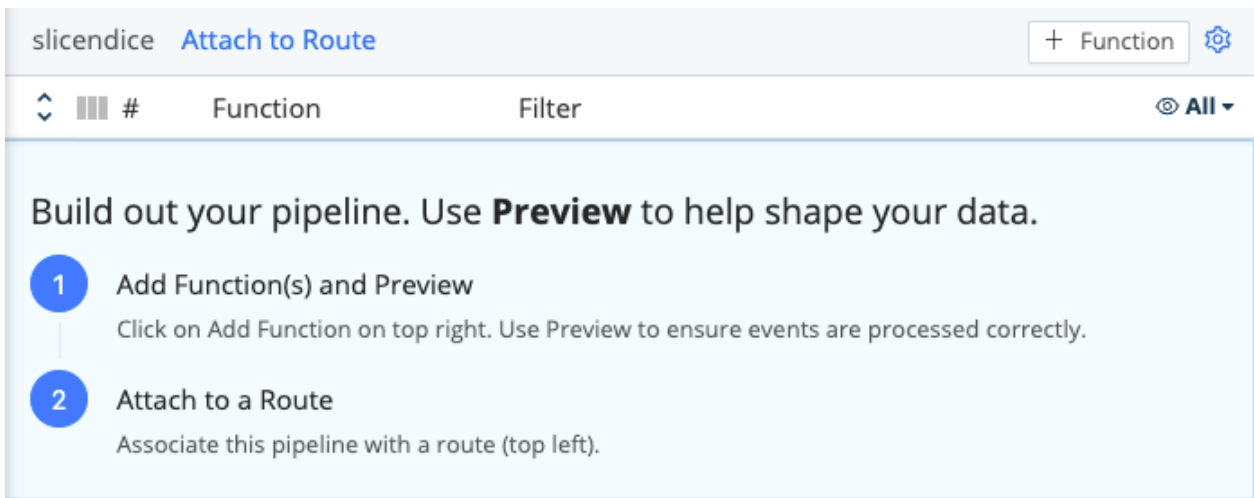 slicendice Attach to Route + Function
# Function Filter All
Build out your pipeline. Use Preview to help shape your data.
1 Add Function(s) and Preview
Click on Add Function on top right. Use Preview to ensure events are processed correctly.
2 Attach to a Route
Associate this pipeline with a route (top left).